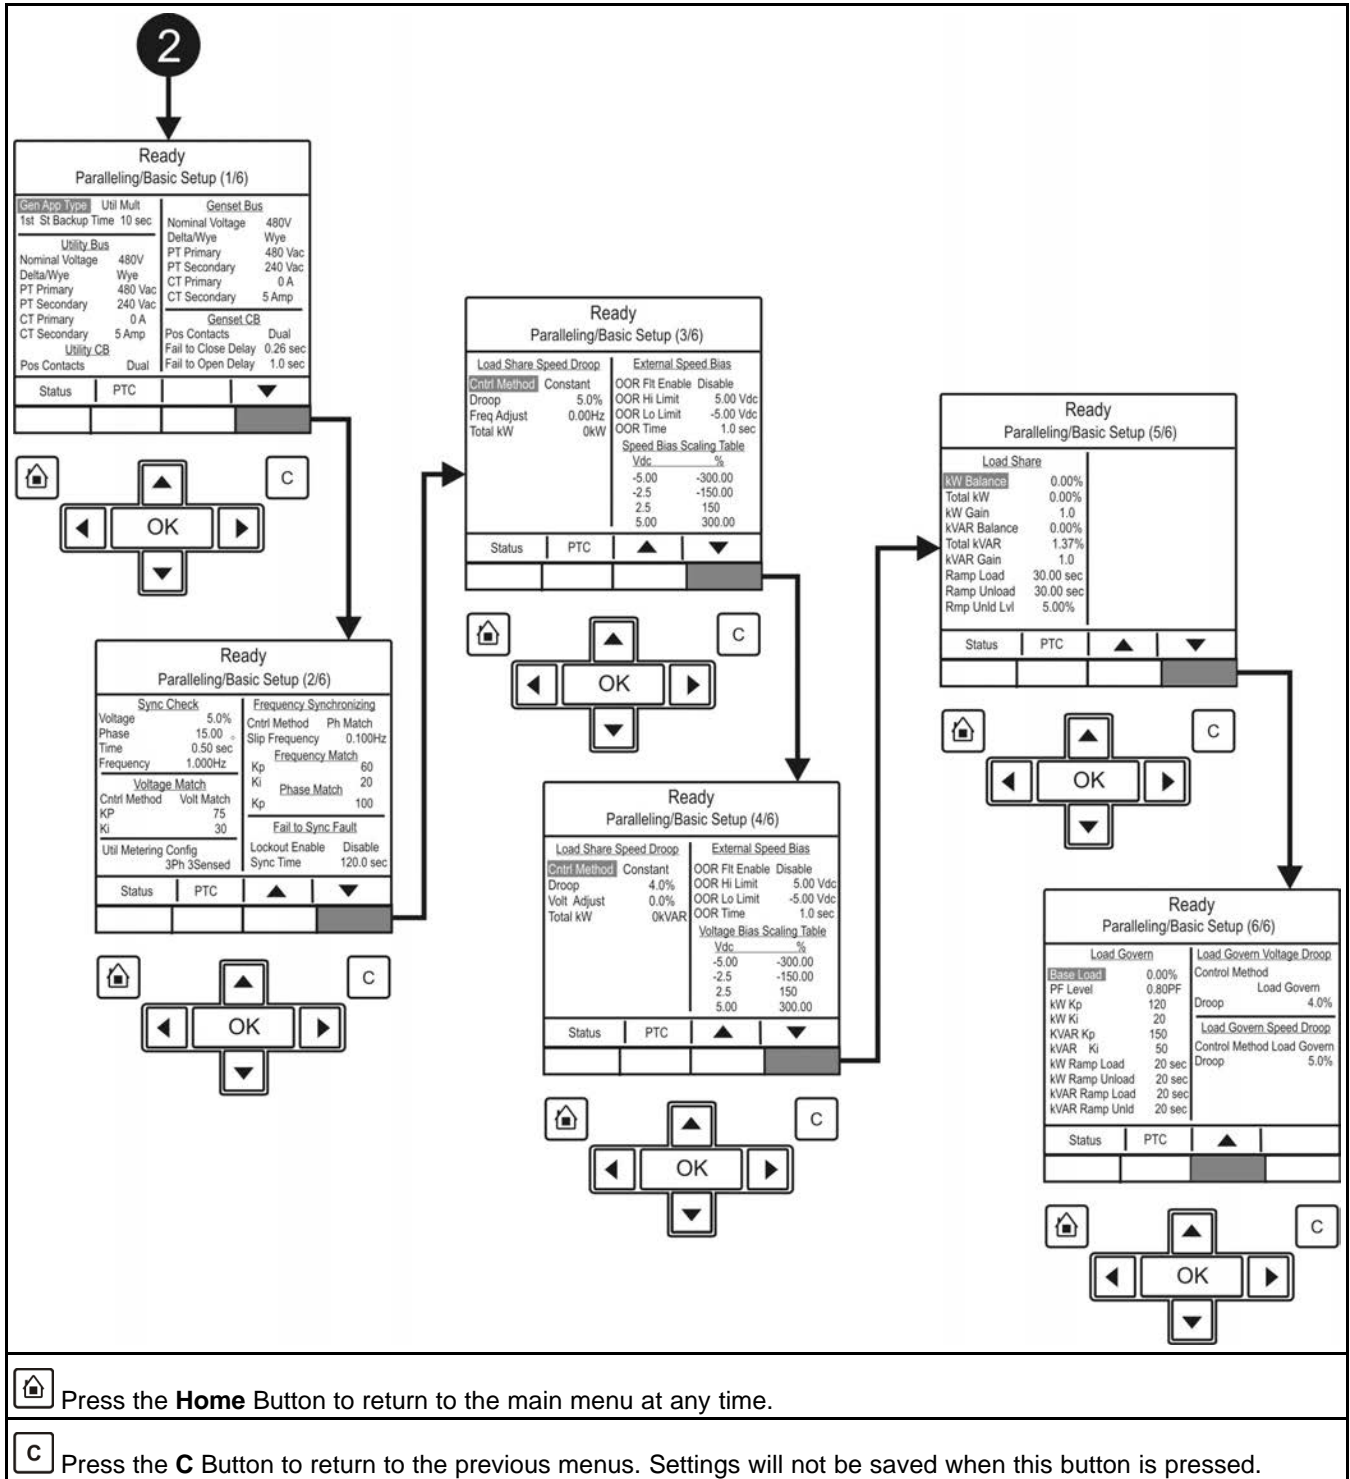 2
Ready
Paralleling/Basic Setup (1/6)
Gen App Type Util Mult
1st St Backup Time 10 sec
Utility Bus
Nominal Voltage 480V
Delta/Wye Wye
PT Primary 480 Vac
PT Secondary 240 Vac
CT Primary 0 A
CT Secondary 5 Amp
Utility CB
Pos Contacts Dual
Genset Bus
Nominal Voltage 480V
Delta/Wye Wye
PT Primary 480 Vac
PT Secondary 240 Vac
CT Primary 0 A
CT Secondary 5 Amp
Genset CB
Pos Contacts Dual
Fail to Close Delay 0.26 sec
Fail to Open Delay 1.0 sec
Status PTC
C
OK
Ready
Paralleling/Basic Setup (2/6)
Sync Check
Voltage 5.0%
Phase 15.00 °
Time 0.50 sec
Frequency 1.000Hz
Voltage Match
Cntrl Method Volt Match
KP 75
Ki 30
Util Metering Config
3Ph 3Sensed
Frequency Synchronizing
Cntrl Method Ph Match
Slip Frequency 0.100Hz
Frequency Match
Kp 60
Ki 20
Phase Match
Kp 100
Fail to Sync Fault
Lockout Enable Disable
Sync Time 120.0 sec
Status PTC
C
OK
Ready
Paralleling/Basic Setup (3/6)
Load Share Speed Droop
Cntrl Method Constant
Droop 5.0%
Freq Adjust 0.00Hz
Total kW 0kW
External Speed Bias
OOR Flt Enable Disable
OOR Hi Limit 5.00 Vdc
OOR Lo Limit -5.00 Vdc
OOR Time 1.0 sec
Speed Bias Scaling Table
Vdc %
-5.00 -300.00
-2.5 -150.00
2.5 150
5.00 300.00
Status PTC
C
OK
Ready
Paralleling/Basic Setup (4/6)
Load Share Speed Droop
Cntrl Method Constant
Droop 4.0%
Volt Adjust 0.0%
Total kW 0kVAR
External Speed Bias
OOR Flt Enable Disable
OOR Hi Limit 5.00 Vdc
OOR Lo Limit -5.00 Vdc
OOR Time 1.0 sec
Voltage Bias Scaling Table
Vdc %
-5.00 -300.00
-2.5 -150.00
2.5 150
5.00 300.00
Status PTC
C
OK
Ready
Paralleling/Basic Setup (5/6)
Load Share
kW Balance 0.00%
Total kW 0.00%
kW Gain 1.0
kVAR Balance 0.00%
Total kVAR 1.37%
kVAR Gain 1.0
Ramp Load 30.00 sec
Ramp Unload 30.00 sec
Rmp Unld Lvl 5.00%
Status PTC
C
OK
Ready
Paralleling/Basic Setup (6/6)
Load Govern
Base Load 0.00%
PF Level 0.80PF
kW Kp 120
kW Ki 20
KVAR Kp 150
kVAR Ki 50
kW Ramp Load 20 sec
kW Ramp Unload 20 sec
kVAR Ramp Load 20 sec
kVAR Ramp Unld 20 sec
Load Govern Voltage Droop
Control Method
Load Govern
Droop 4.0%
Load Govern Speed Droop
Control Method Load Govern
Droop 5.0%
Status PTC
C
OK
Press the Home Button to return to the main menu at any time.
C Press the C Button to return to the previous menus. Settings will not be saved when this button is pressed.